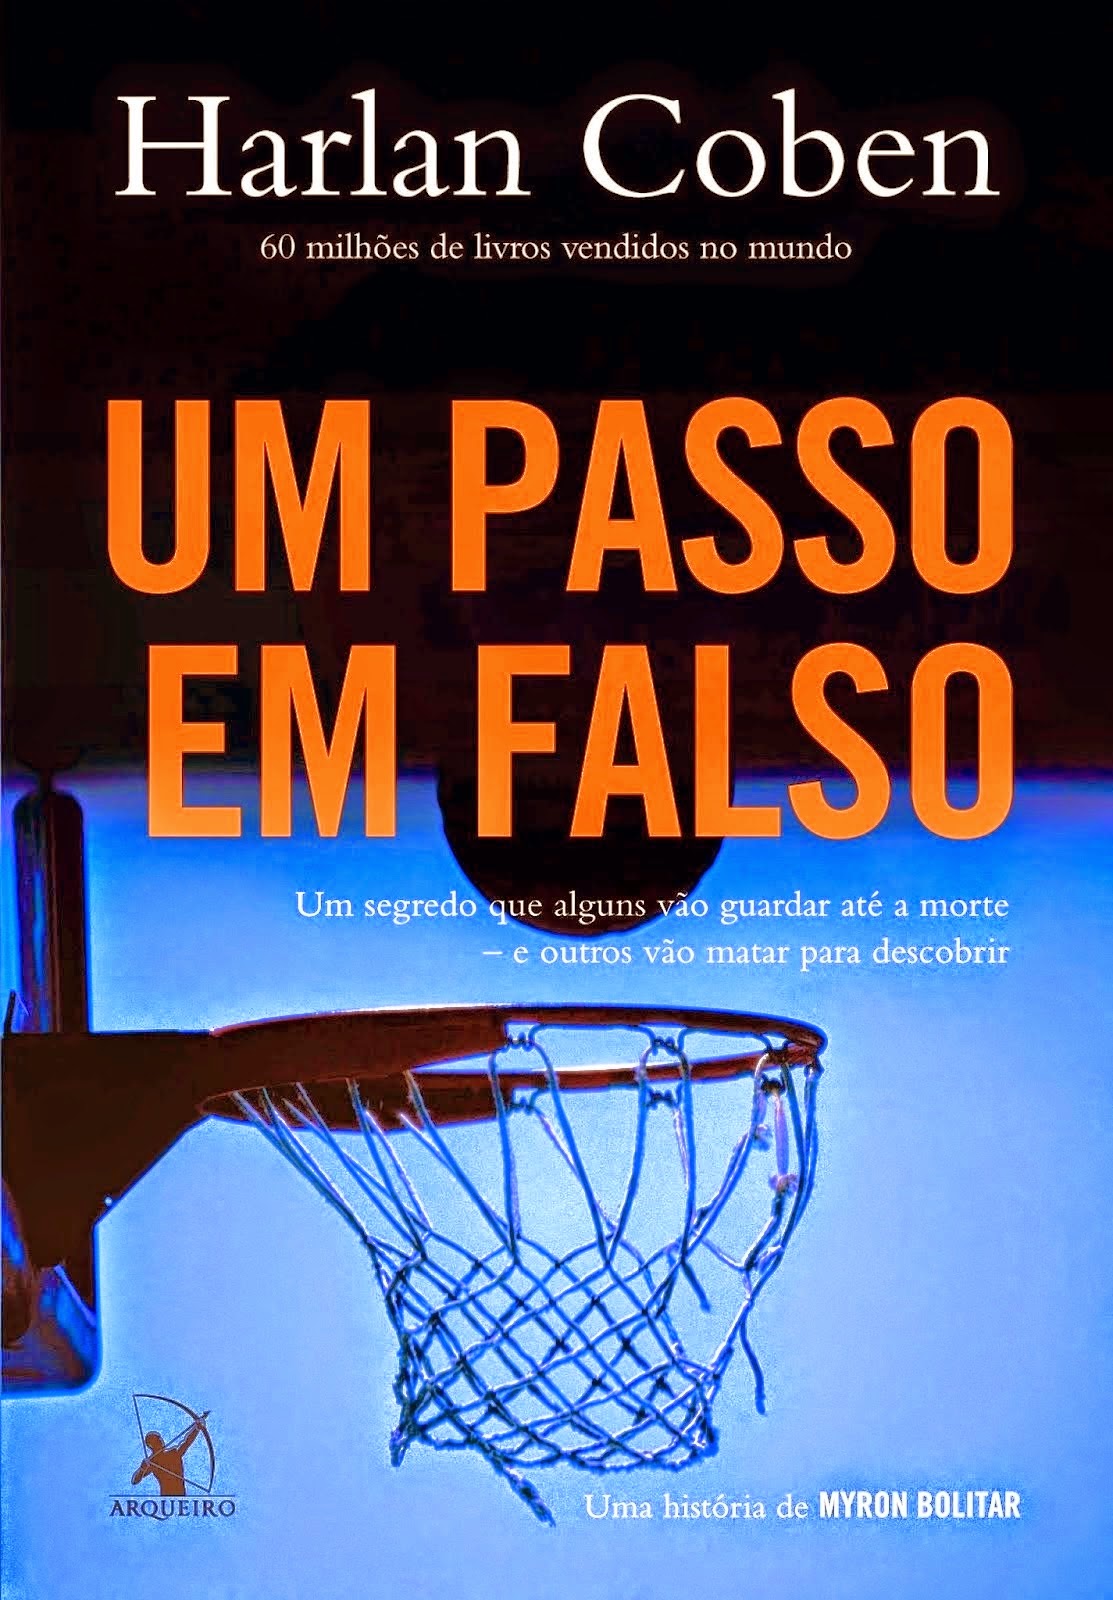 Harlan Coben
60 milhões de livros vendidos no mundo
UM PASSO
EM FALSO
Um segredo que alguns vão guardar até a morte
– e outros vão matar para descobrir
ARQUEIRO
Uma história de MYRON BOLITAR